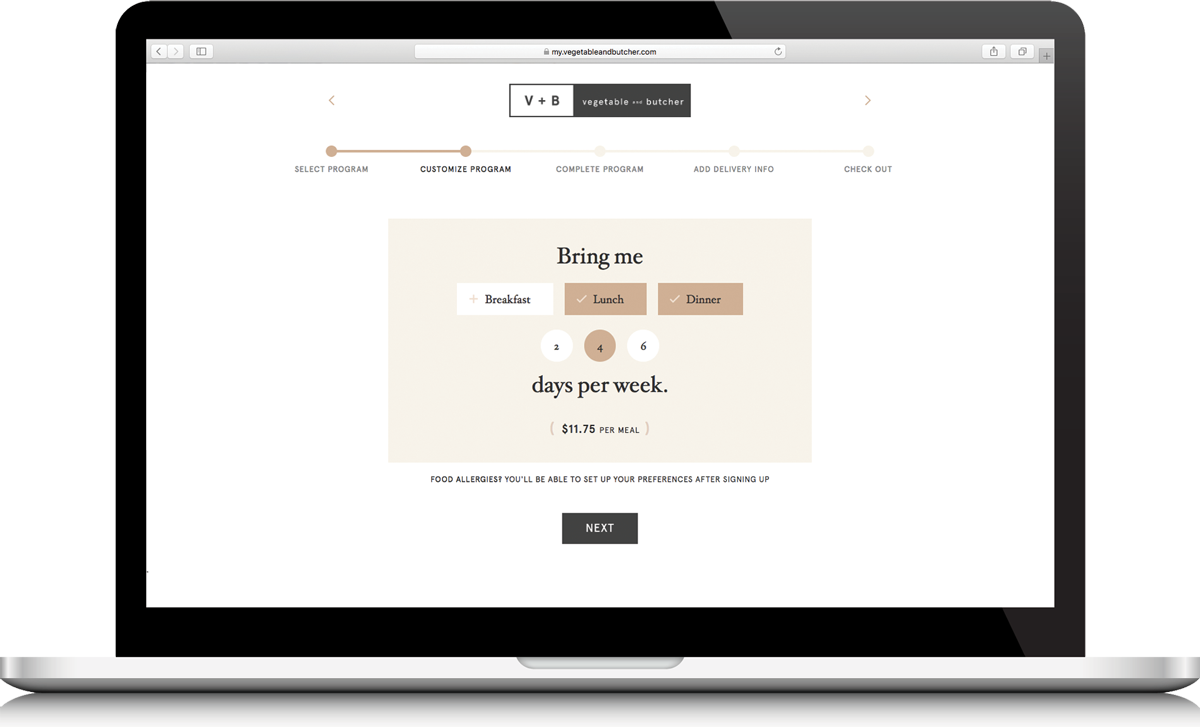 my.vegetableandbutcher.com
V + B vegetable and butcher
SELECT PROGRAM CUSTOMIZE PROGRAM COMPLETE PROGRAM ADD DELIVERY INFO CHECK OUT
Bring me
Breakfast Lunch Dinner
2 4 6
days per week.
( $11.75 PER MEAL )
FOOD ALLERGIES? YOU'LL BE ABLE TO SET UP YOUR PREFERENCES AFTER SIGNING UP
NEXT